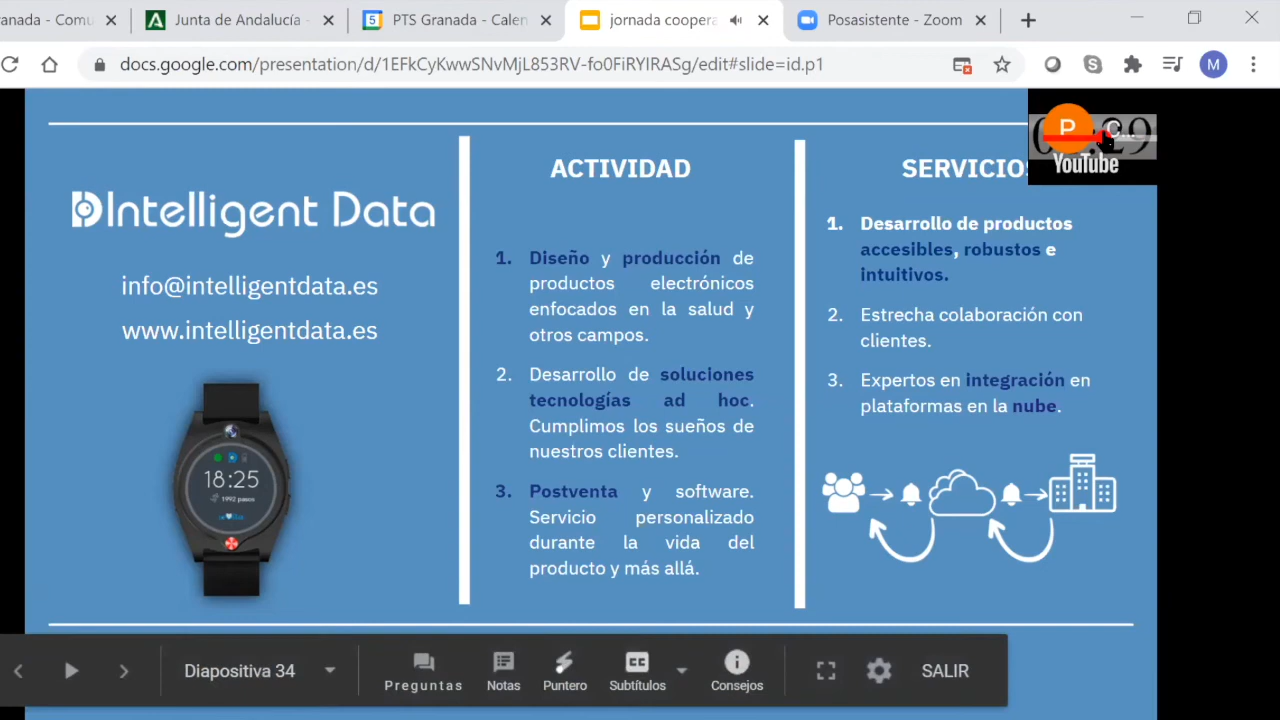 Junta de Andalucía -
PTS Granada - Calen
jornada coopera
Posasistente - Zoom
docs.google.com/presentation/d/1EFkCyKwwSNvMjL853RV-fo0FiRYIRASg/edit#slide=id.p1
M
P
C...
YouTube
Intelligent Data
info@intelligentdata.es
www.intelligentdata.es
18:25
1992 pasos
ACTIVIDAD
1. Diseño y producción de
productos electrónicos
enfocados en la salud y
otros campos.
2. Desarrollo de soluciones
tecnologías ad hoc.
Cumplimos los sueños de
nuestros clientes.
3. Postventa y software.
Servicio personalizado
durante la vida del
producto y más allá.
SERVICIOS
1. Desarrollo de productos
accesibles, robustos e
intuitivos.
2. Estrecha colaboración con
clientes.
3. Expertos en integración en
plataformas en la nube.
Diapositiva 34
Preguntas
Notas
Puntero
Subtítulos
Consejos
SALIR